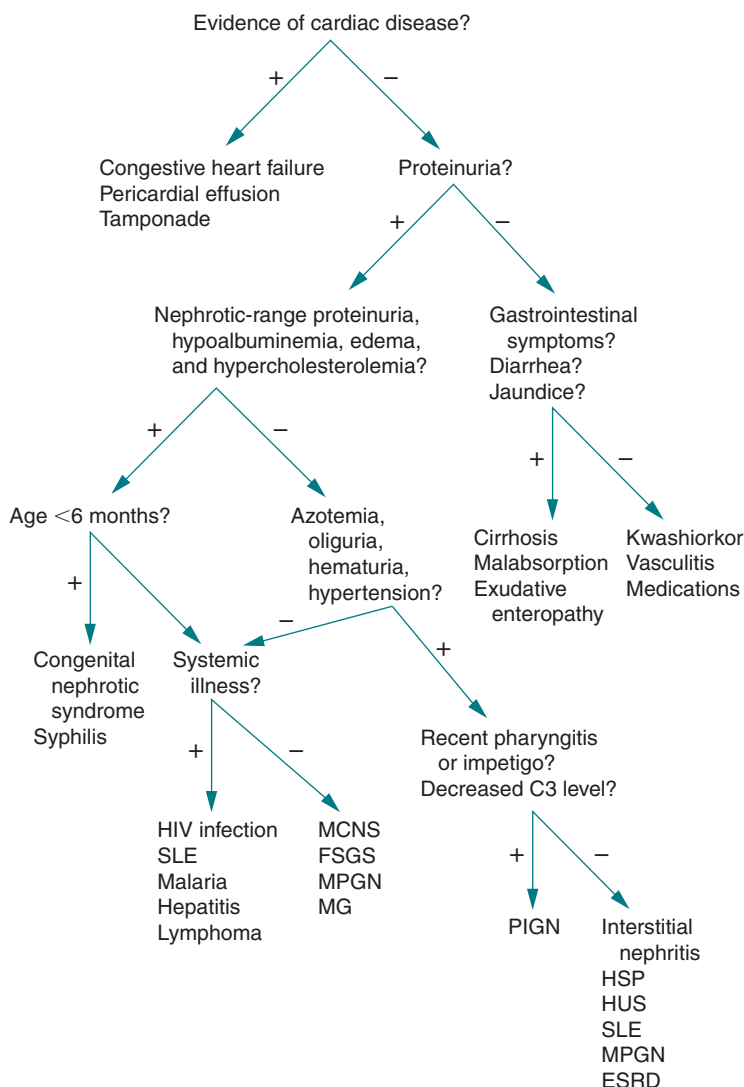 Evidence of cardiac disease?
+
−
Congestive heart failure
Pericardial effusion
Tamponade
Proteinuria?
+
−
Nephrotic-range proteinuria,
hypoalbuminemia, edema,
and hypercholesterolemia?
Gastrointestinal
symptoms?
Diarrhea?
Jaundice?
+
−
+
−
Age <6 months?
Azotemia,
oliguria,
hematuria,
hypertension?
Cirrhosis
Malabsorption
Exudative
enteropathy
Kwashiorkor
Vasculitis
Medications
+
−
+
Congenital
nephrotic
syndrome
Syphilis
Systemic
illness?
Recent pharyngitis
or impetigo?
Decreased C3 level?
+
−
+
−
HIV infection
SLE
Malaria
Hepatitis
Lymphoma
MCNS
FSGS
MPGN
MG
PIGN
Interstitial
nephritis
HSP
HUS
SLE
MPGN
ESRD